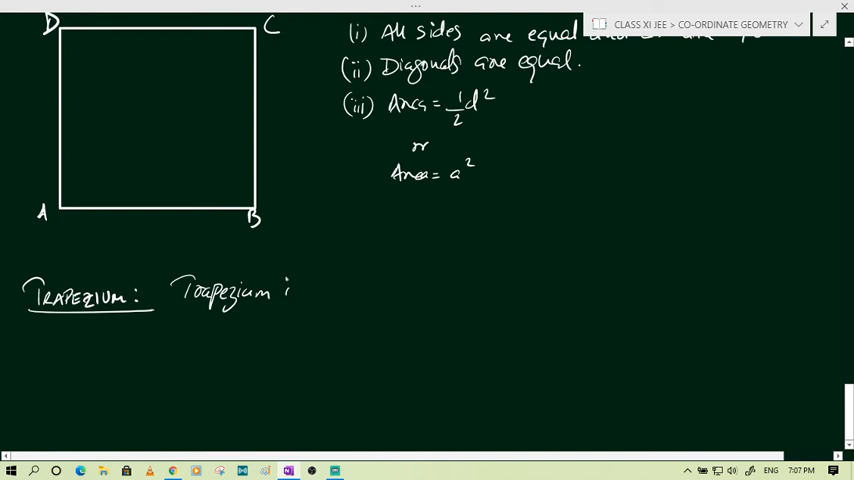 CLASS XI JEE > CO-ORDINATE GEOMETRY
D
C
(i) All sides are equal
(ii) Diagonals are equal.
(iii) Area = 1/2 d²
or
Area = a²
A
B
TRAPEZIUM: Trapezium i
ENG 7:07 PM